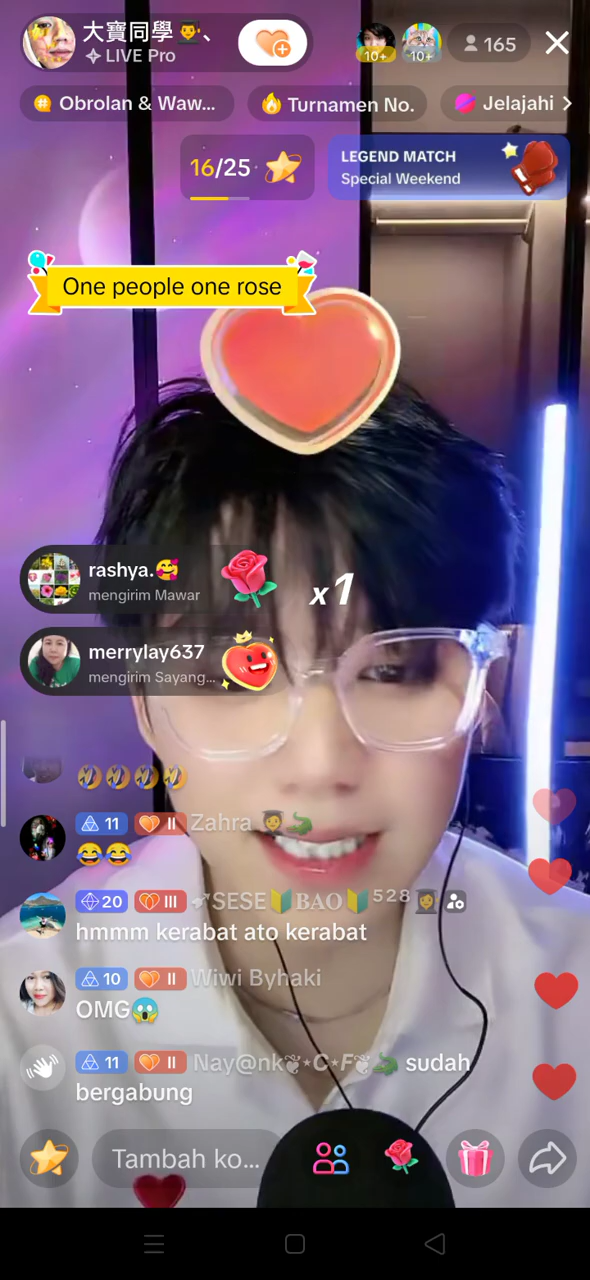 大寶同學👨‍🎓、
LIVE Pro
10+
10+
165
Obrolan & Waw...
Turnamen No.
Jelajahi
16/25
LEGEND MATCH
Special Weekend
One people one rose
rashya.🥰
mengirim Mawar
x1
merrylay637
mengirim Sayang...
🤣🤣🤣🤣
11 II Zahra 👩‍🎓🐊
😂😂
20 III SESE🔰BAO🔰⁵²⁸👩‍🎓
hmmm kerabat ato kerabat
10 II Wiwi Byhaki
OMG😱
11 II Nay@nk❦⋆C⋆F❦🐊 sudah
bergabung
Tambah ko...